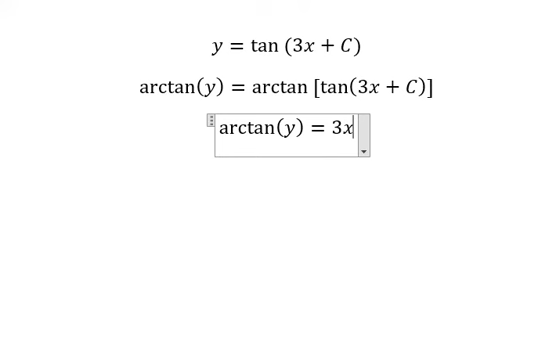 y = tan (3x + C)
arctan(y) = arctan [tan(3x + C)]
arctan(y) = 3x